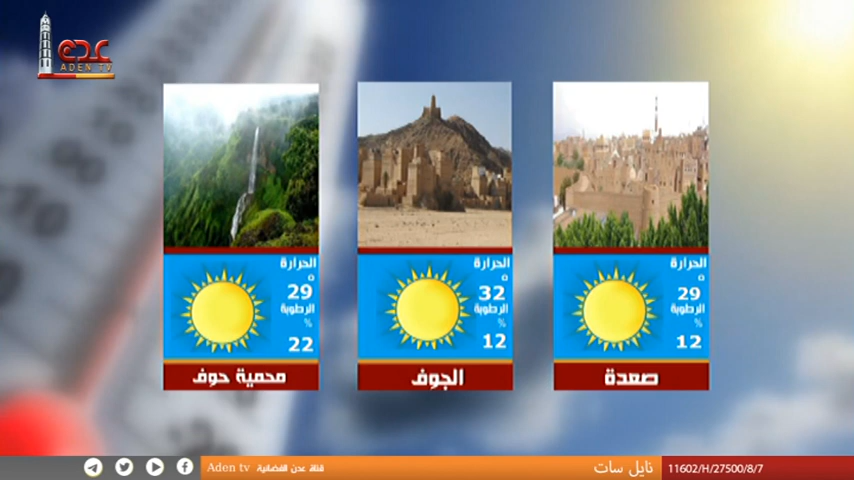 عدن
ADEN TV
الحرارة
°
29
الرطوبة
%
12
صعدة
الحرارة
°
32
الرطوبة
%
12
الجوف
الحرارة
°
29
الرطوبة
%
22
محمية حوف
Aden tv قناة عدن الفضائية
نايل سات
11602/H/27500/8/7